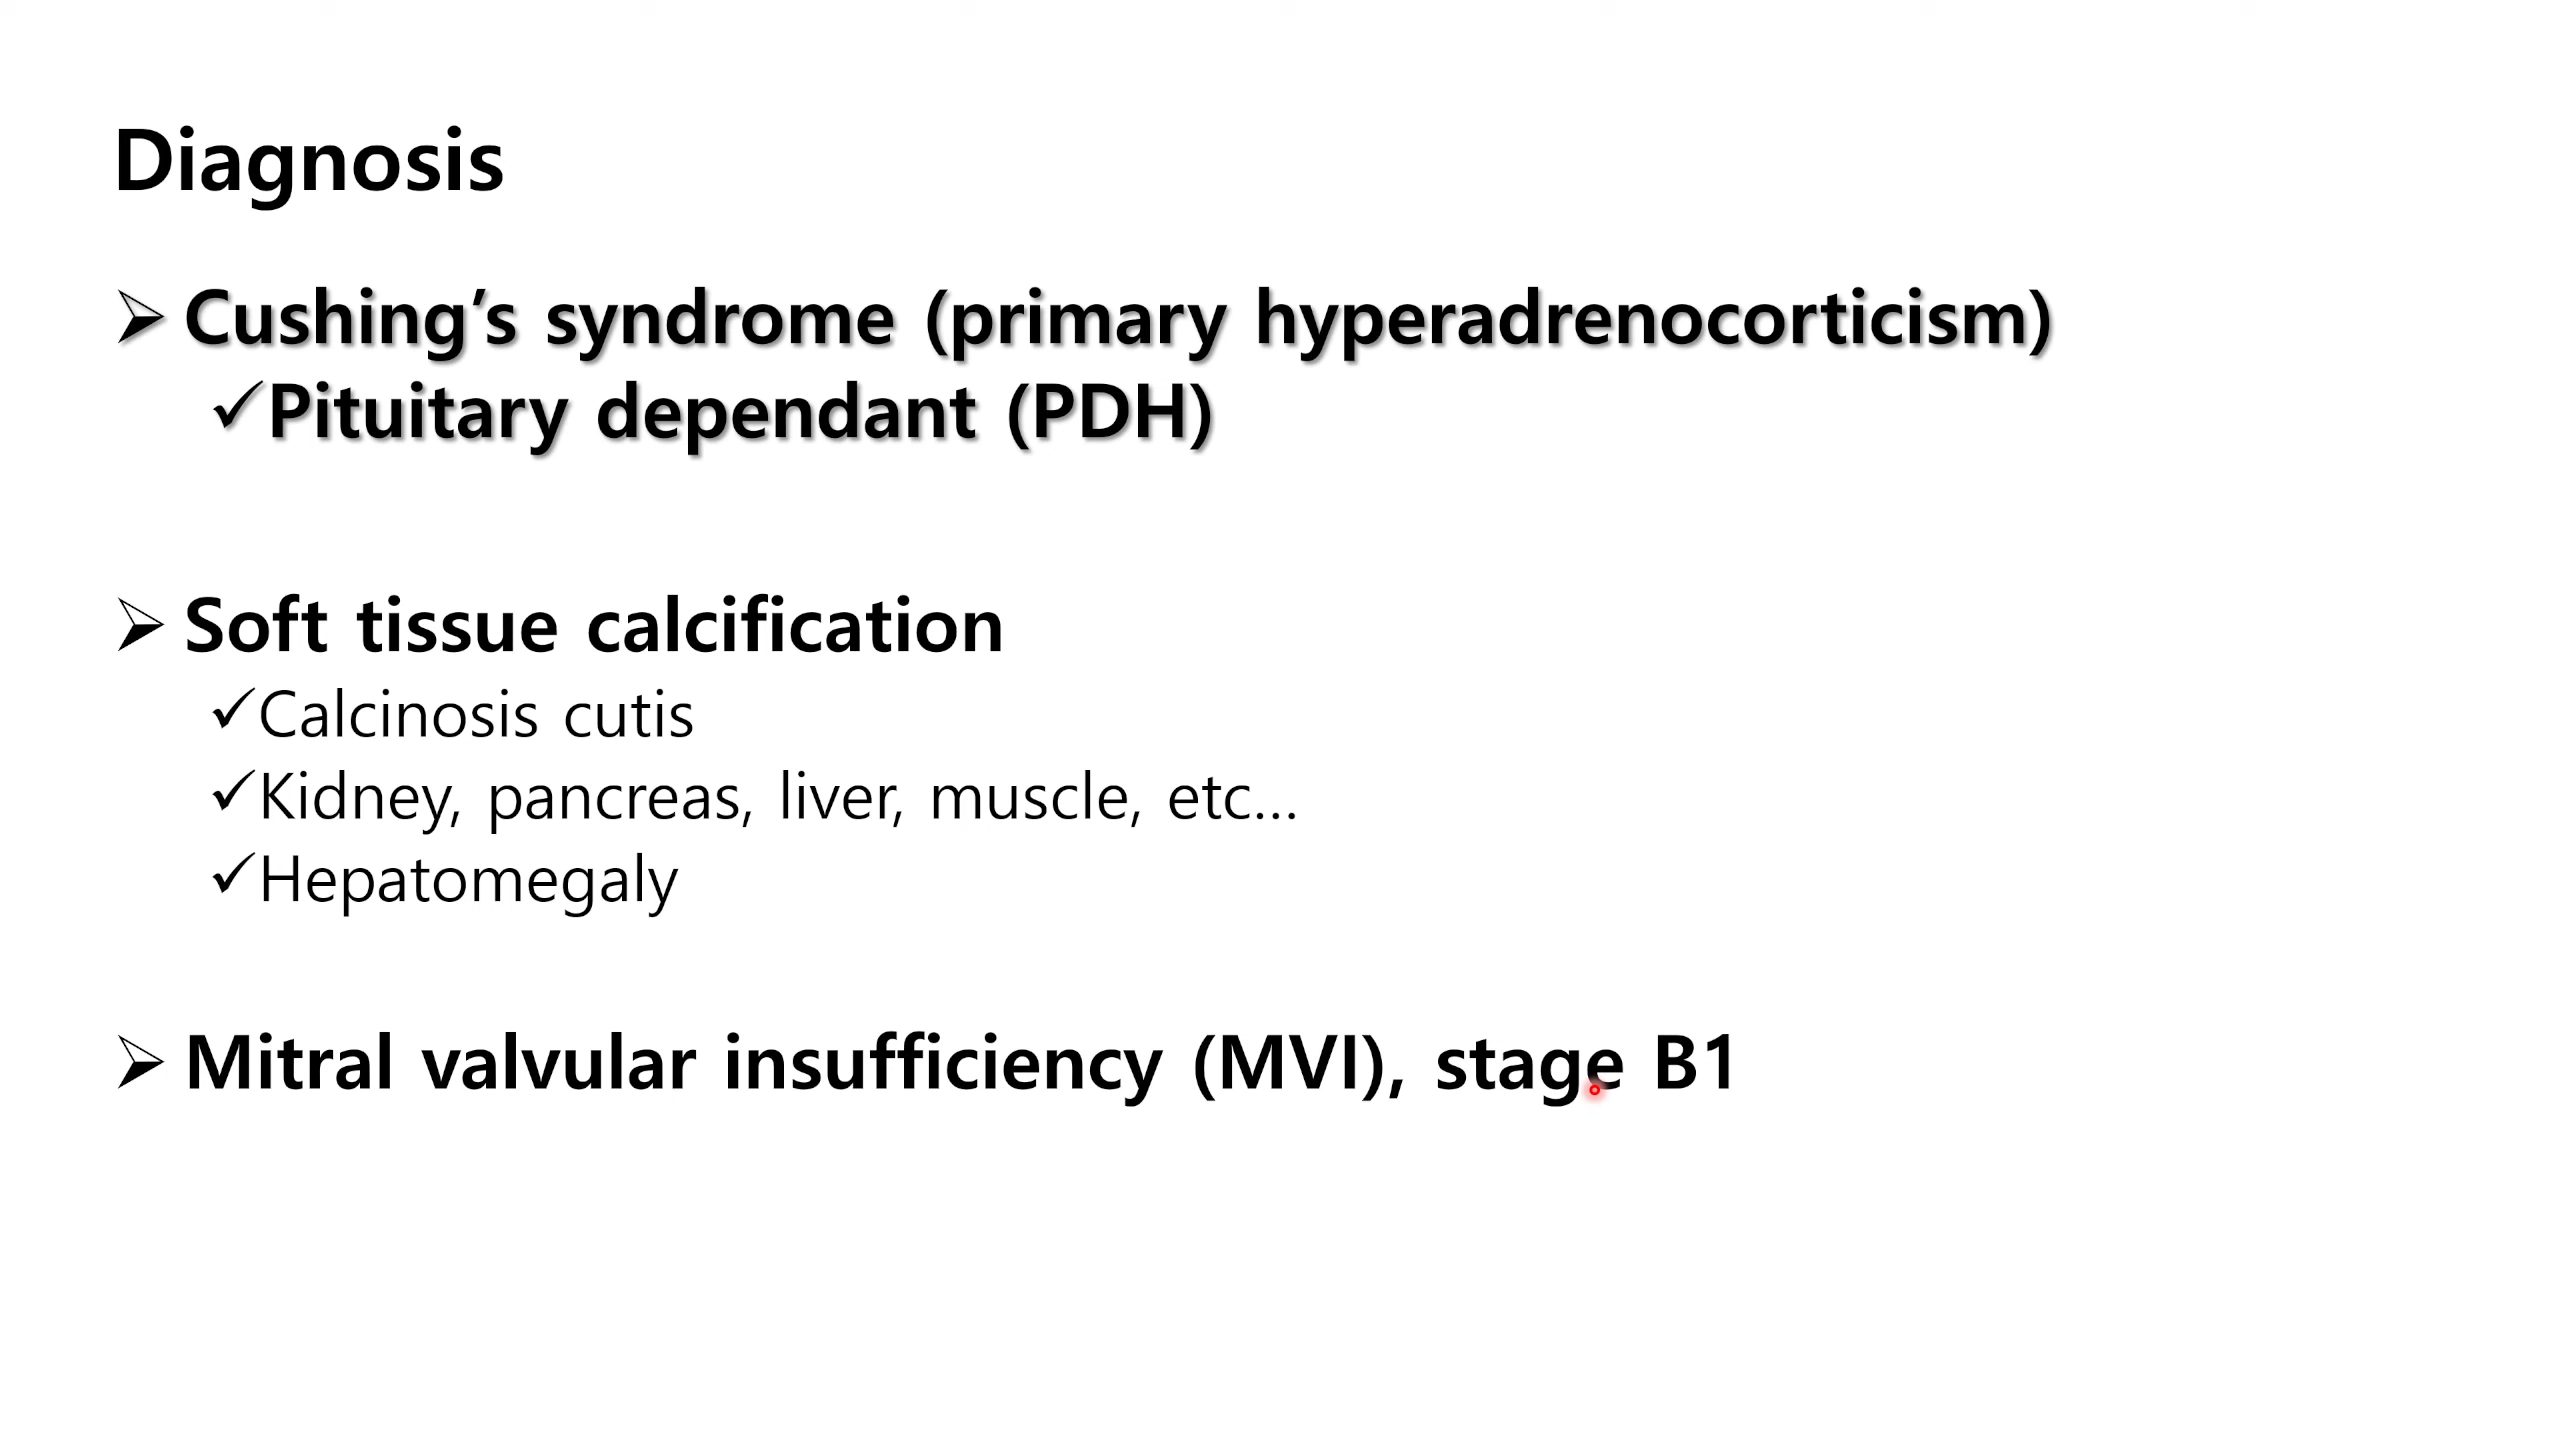 Diagnosis
Cushing’s syndrome (primary hyperadrenocorticism)
Pituitary dependant (PDH)
Soft tissue calcification
Calcinosis cutis
Kidney, pancreas, liver, muscle, etc...
Hepatomegaly
Mitral valvular insufficiency (MVI), stage B1